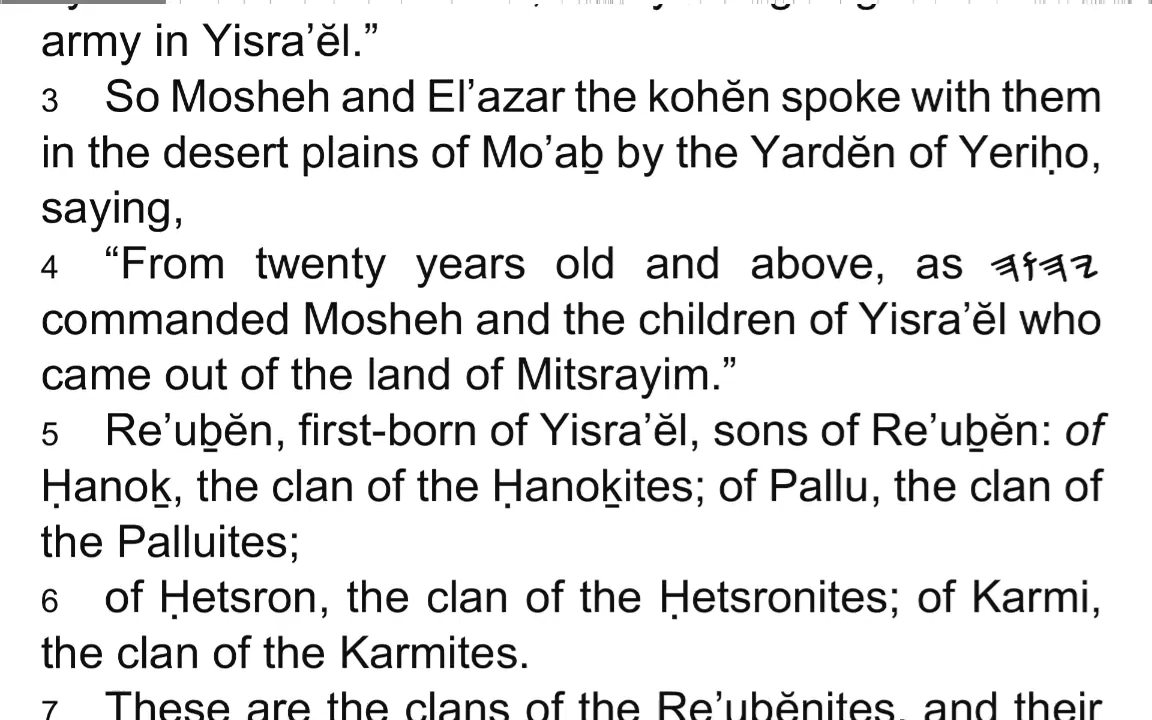 army in Yisra’ĕl.”
3 So Mosheh and El’azar the kohĕn spoke with them
in the desert plains of Mo’aḇ by the Yardĕn of Yeriḥo,
saying,
4 “From twenty years old and above, as 𐤉𐤄𐤅𐤄
commanded Mosheh and the children of Yisra’ĕl who
came out of the land of Mitsrayim.”
5 Re’uḇĕn, first-born of Yisra’ĕl, sons of Re’uḇĕn: of
Ḥanoḵ, the clan of the Ḥanoḵites; of Pallu, the clan of
the Palluites;
6 of Ḥetsron, the clan of the Ḥetsronites; of Karmi,
the clan of the Karmites.
7 These are the clans of the Re’uḇĕnites, and their